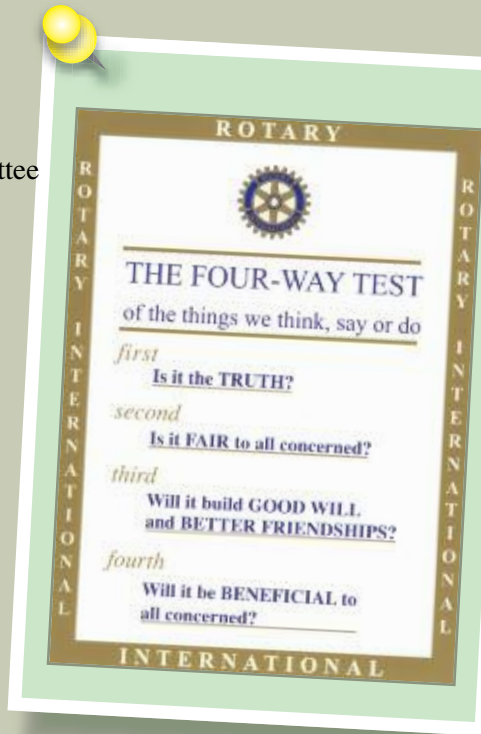 ttee
ROTARY
ROTARY INTERNATIONAL
ROTARY INTERNATIONAL
THE FOUR-WAY TEST
of the things we think, say or do
first
Is it the TRUTH?
second
Is it FAIR to all concerned?
third
Will it build GOOD WILL
and BETTER FRIENDSHIPS?
fourth
Will it be BENEFICIAL to
all concerned?
INTERNATIONAL